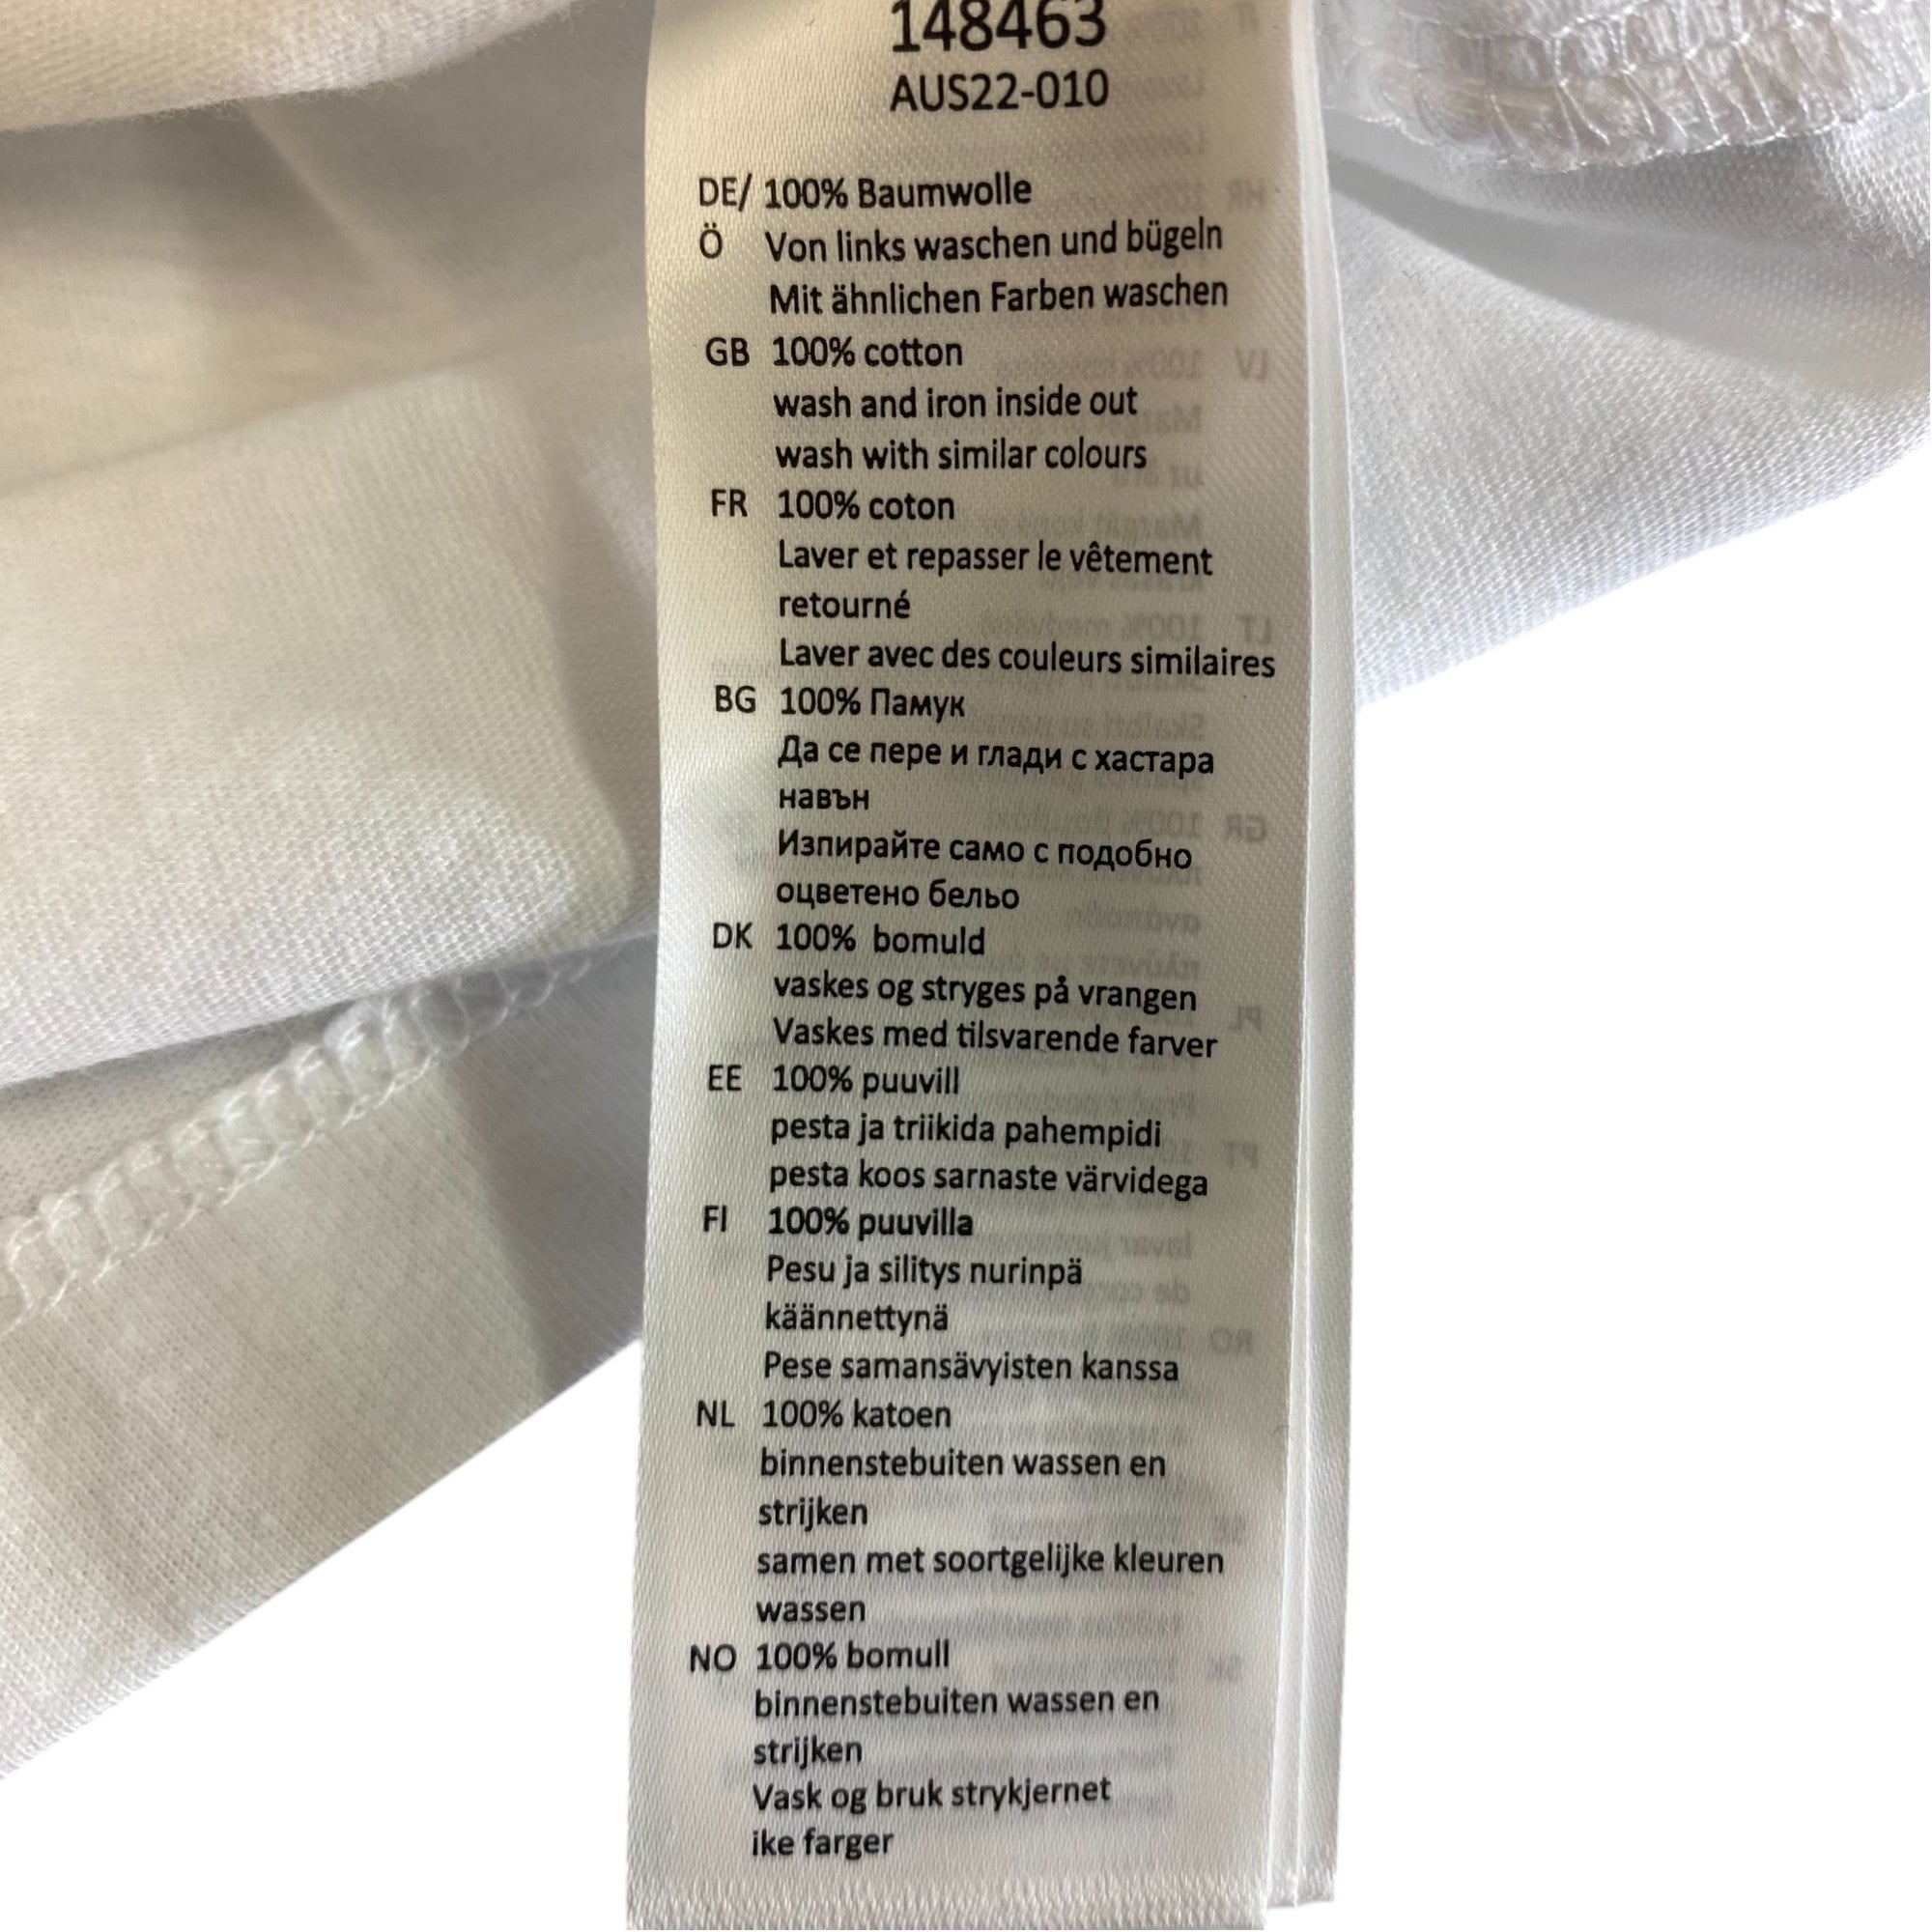 148463
AUS22-010
DE/ 100% Baumwolle
Ö Von links waschen und bügeln
Mit ähnlichen Farben waschen
GB 100% cotton
wash and iron inside out
wash with similar colours
FR 100% coton
Laver et repasser le vêtement
retourné
Laver avec des couleurs similaires
BG 100% Памук
Да се пере и глади с хастара
навън
Изпирайте само с подобно
оцветено бельо
DK 100% bomuld
vaskes og stryges på vrangen
Vaskes med tilsvarende farver
EE 100% puuvill
pesta ja triikida pahempidi
pesta koos sarnaste värvidega
FI 100% puuvilla
Pesu ja silitys nurinpä
käännettynä
Pese samansävyisten kanssa
NL 100% katoen
binnenstebuiten wassen en
strijken
samen met soortgelijke kleuren
wassen
NO 100% bomull
binnenstebuiten wassen en
strijken
Vask og bruk strykjernet
ike farger